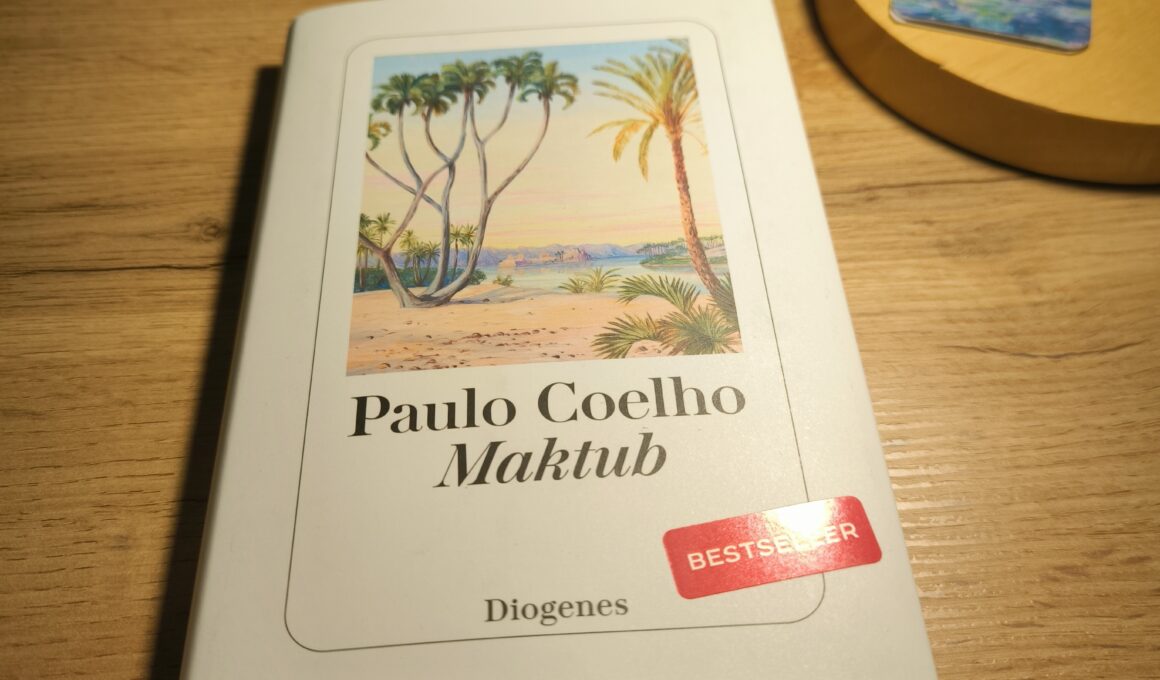 Paulo Coelho
Maktub
BESTSELLER
Diogenes